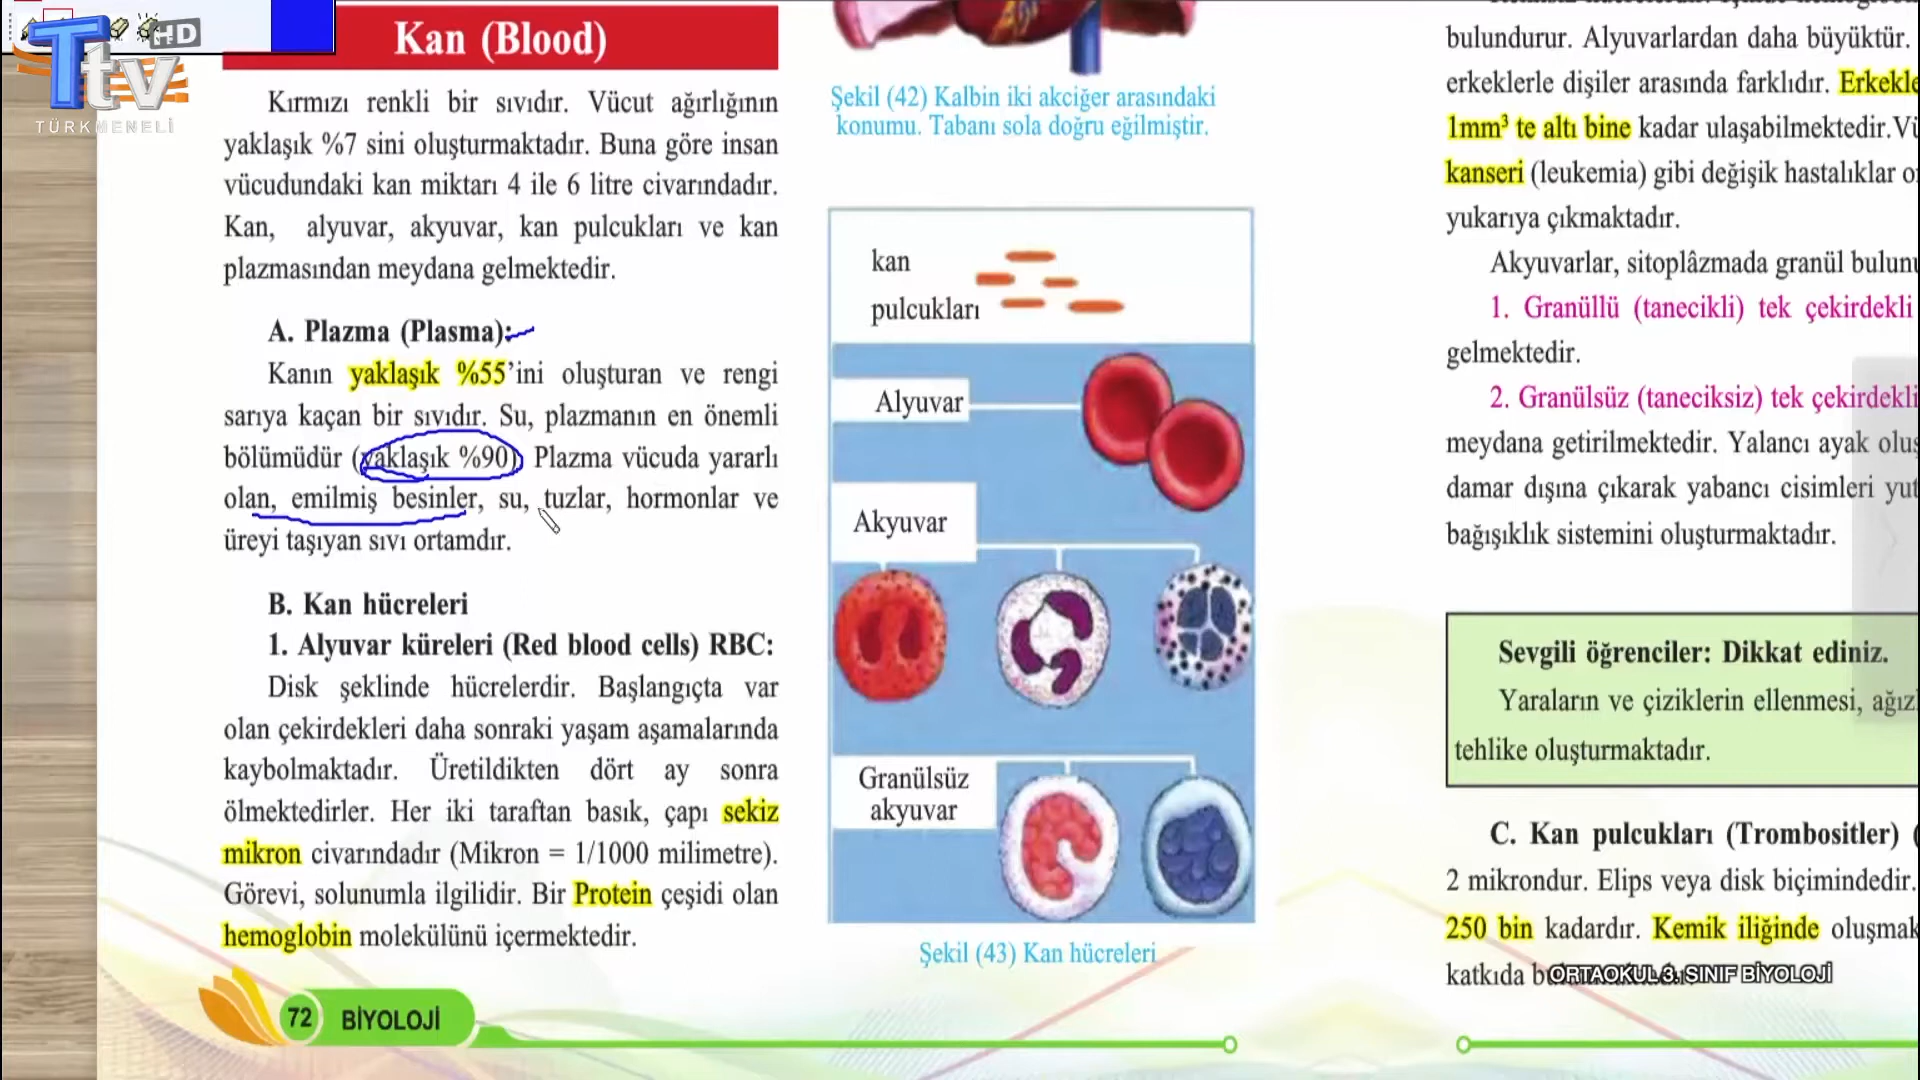 HD
Ttv
TÜRKMENELİ
Kan (Blood)
Kırmızı renkli bir sıvıdır. Vücut ağırlığının
yaklaşık %7 sini oluşturmaktadır. Buna göre insan
vücudundaki kan miktarı 4 ile 6 litre civarındadır.
Kan, alyuvar, akyuvar, kan pulcukları ve kan
plazmasından meydana gelmektedir.
A. Plazma (Plasma):
Kanın yaklaşık %55’ini oluşturan ve rengi
sarıya kaçan bir sıvıdır. Su, plazmanın en önemli
bölümüdür (yaklaşık %90). Plazma vücuda yararlı
olan, emilmiş besinler, su, tuzlar, hormonlar ve
üreyi taşıyan sıvı ortamdır.
B. Kan hücreleri
1. Alyuvar küreleri (Red blood cells) RBC:
Disk şeklinde hücrelerdir. Başlangıçta var
olan çekirdekleri daha sonraki yaşam aşamalarında
kaybolmaktadır. Üretildikten dört ay sonra
ölmektedirler. Her iki taraftan basık, çapı sekiz
mikron civarındadır (Mikron = 1/1000 milimetre).
Görevi, solunumla ilgilidir. Bir Protein çeşidi olan
hemoglobin molekülünü içermektedir.
72 BİYOLOJİ
Şekil (42) Kalbin iki akciğer arasındaki
konumu. Tabanı sola doğru eğilmiştir.
kan
pulcukları
Alyuvar
Akyuvar
Granülsüz
akyuvar
Şekil (43) Kan hücreleri
bulundurur. Alyuvarlardan daha büyüktür.
erkeklerle dişiler arasında farklıdır. Erkekle
1mm³ te altı bine kadar ulaşabilmektedir.Vü
kanseri (leukemia) gibi değişik hastalıklar
yukarıya çıkmaktadır.
Akyuvarlar, sitoplâzmada granül bulunu
1. Granüllü (tanecikli) tek çekirdekli
gelmektedir.
2. Granülsüz (taneciksiz) tek çekirdekli
meydana getirilmektedir. Yalancı ayak oluş
damar dışına çıkarak yabancı cisimleri yut
bağışıklık sistemini oluşturmaktadır.
Sevgili öğrenciler: Dikkat ediniz.
Yaraların ve çiziklerin ellenmesi, ağız
tehlike oluşturmaktadır.
C. Kan pulcukları (Trombositler) (
2 mikrondur. Elips veya disk biçimindedir.
250 bin kadardır. Kemik iliğinde oluşmak
katkıda
ORTAOKUL 3. SINIF BİYOLOJİ